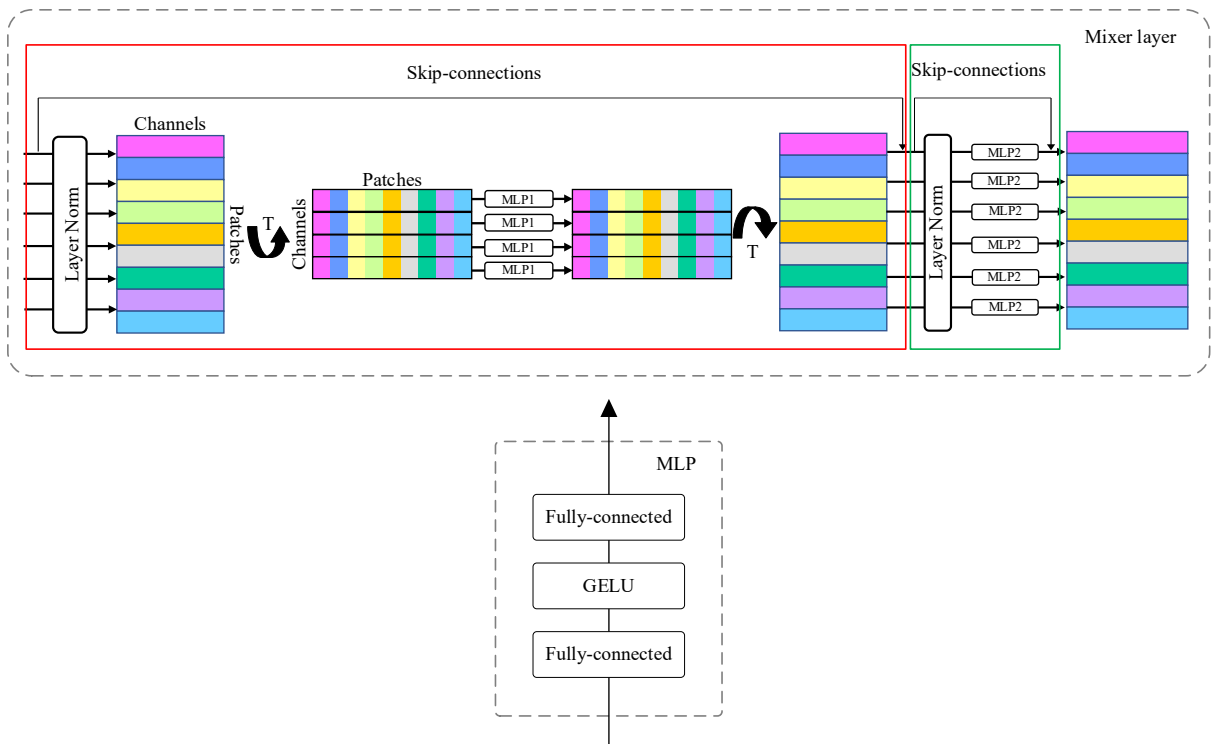 Mixer layer
Skip-connections
Skip-connections
Channels
Layer Norm
Patches
T
Channels
Patches
MLP1
MLP1
MLP1
MLP1
T
Layer Norm
MLP2
MLP2
MLP2
MLP2
MLP2
MLP2
MLP
Fully-connected
GELU
Fully-connected